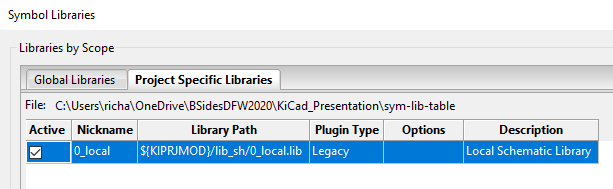 Symbol Libraries
Libraries by Scope
Global Libraries Project Specific Libraries
File: C:\Users\richa\OneDrive\BSidesDFW2020\KiCad_Presentation\sym-lib-table
Active Nickname Library Path Plugin Type Options Description
0_local ${KIPRJMOD}/lib_sh/0_local.lib Legacy Local Schematic Library